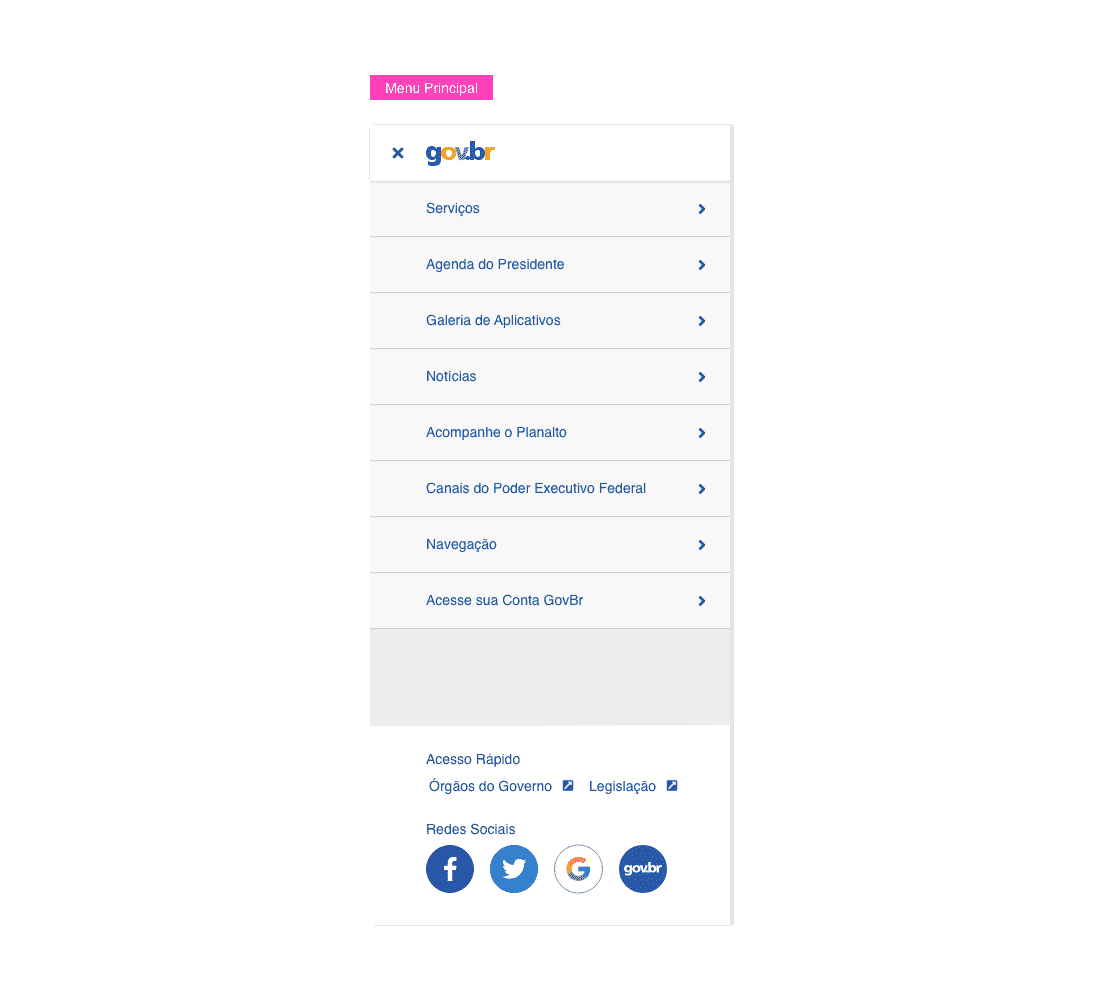 Menu Principal
gov.br
Serviços
Agenda do Presidente
Galeria de Aplicativos
Notícias
Acompanhe o Planalto
Canais do Poder Executivo Federal
Navegação
Acesse sua Conta GovBr
Acesso Rápido
Órgãos do Governo Legislação
Redes Sociais
f G gov.br